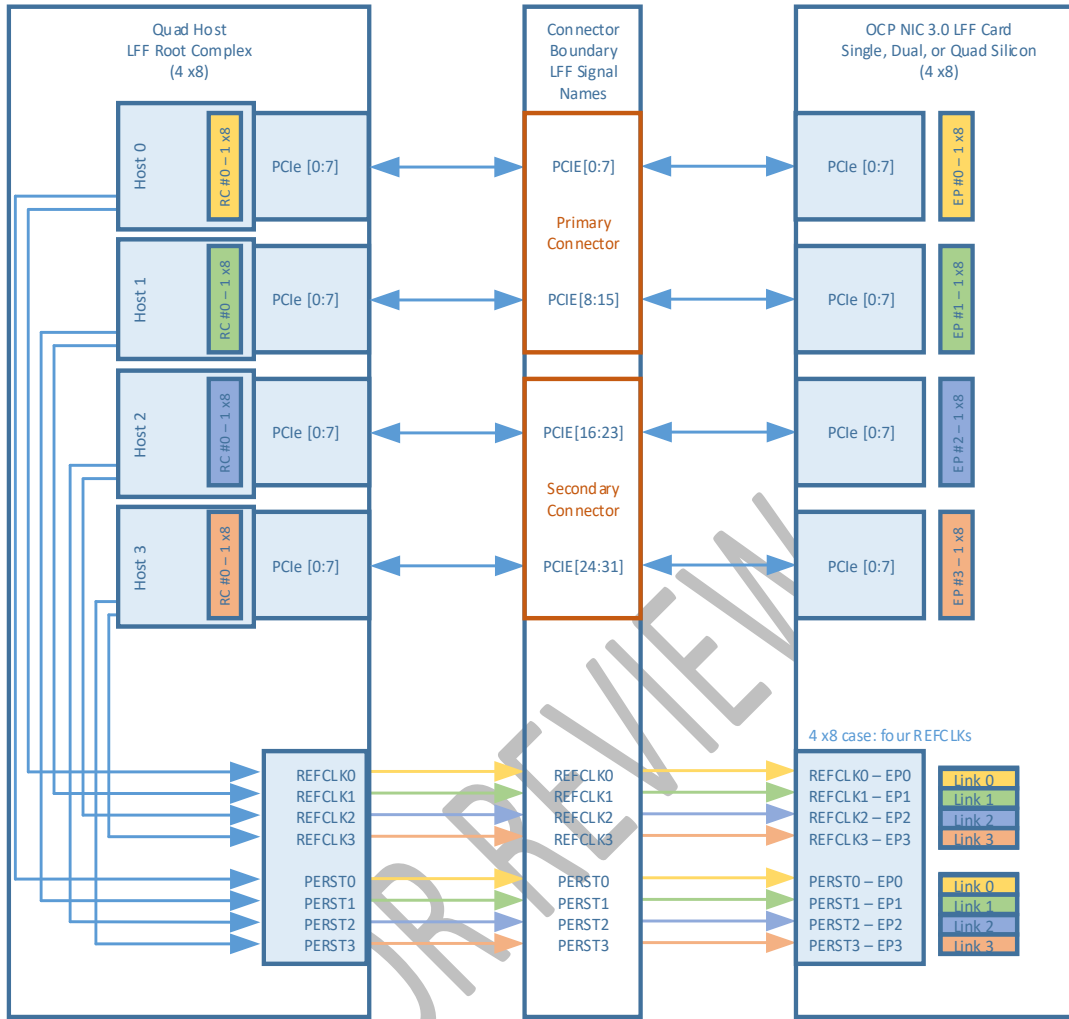 Quad Host
LFF Root Complex
(4 x8)
Connector
Boundary
LFF Signal
Names
OCP NIC 3.0 LFF Card
Single, Dual, or Quad Silicon
(4 x8)
Host 0
RC #0 – 1 x8
PCIe [0:7]
PCIE[0:7]
PCIe [0:7]
EP #0 – 1 x8
Primary
Connector
Host 1
RC #0 – 1 x8
PCIe [0:7]
PCIE[8:15]
PCIe [0:7]
EP #1 – 1 x8
Host 2
RC #0 – 1 x8
PCIe [0:7]
PCIE[16:23]
PCIe [0:7]
EP #2 – 1 x8
Secondary
Connector
Host 3
RC #0 – 1 x8
PCIe [0:7]
PCIE[24:31]
PCIe [0:7]
EP #3 – 1 x8
4 x8 case: four REFCLKs
REFCLK0
REFCLK1
REFCLK2
REFCLK3
PERST0
PERST1
PERST2
PERST3
REFCLK0
REFCLK1
REFCLK2
REFCLK3
PERST0
PERST1
PERST2
PERST3
REFCLK0 – EP0
REFCLK1 – EP1
REFCLK2 – EP2
REFCLK3 – EP3
PERST0 – EP0
PERST1 – EP1
PERST2 – EP2
PERST3 – EP3
Link 0
Link 1
Link 2
Link 3
Link 0
Link 1
Link 2
Link 3
OR REVIEW